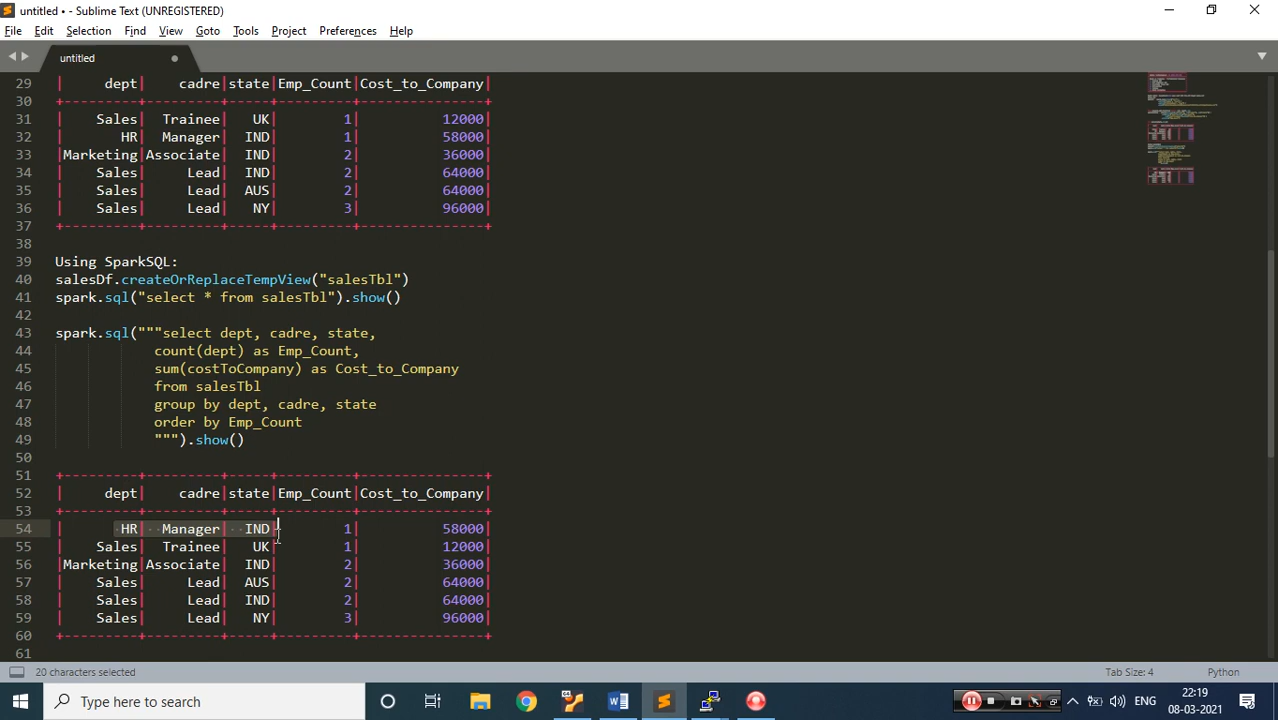 untitled • - Sublime Text (UNREGISTERED)
File Edit Selection Find View Goto Tools Project Preferences Help
untitled
29 | dept| cadre|state|Emp_Count|Cost_to_Company|
30 +---------+---------+-----+---------+---------------+
31 | Sales| Trainee| UK| 1| 12000|
32 | HR| Manager| IND| 1| 58000|
33 |Marketing|Associate| IND| 2| 36000|
34 | Sales| Lead| IND| 2| 64000|
35 | Sales| Lead| AUS| 2| 64000|
36 | Sales| Lead| NY| 3| 96000|
37 +---------+---------+-----+---------+---------------+
38
39 Using SparkSQL:
40 salesDf.createOrReplaceTempView("salesTbl")
41 spark.sql("select * from salesTbl").show()
42
43 spark.sql("""select dept, cadre, state,
44 count(dept) as Emp_Count,
45 sum(costToCompany) as Cost_to_Company
46 from salesTbl
47 group by dept, cadre, state
48 order by Emp_Count
49 """).show()
50
51 +---------+---------+-----+---------+---------------+
52 | dept| cadre|state|Emp_Count|Cost_to_Company|
53 +---------+---------+-----+---------+---------------+
54 | HR| Manager| IND| 1| 58000|
55 | Sales| Trainee| UK| 1| 12000|
56 |Marketing|Associate| IND| 2| 36000|
57 | Sales| Lead| AUS| 2| 64000|
58 | Sales| Lead| IND| 2| 64000|
59 | Sales| Lead| NY| 3| 96000|
60 +---------+---------+-----+---------+---------------+
61
20 characters selected Tab Size: 4 Python
Type here to search ENG 22:19
08-03-2021